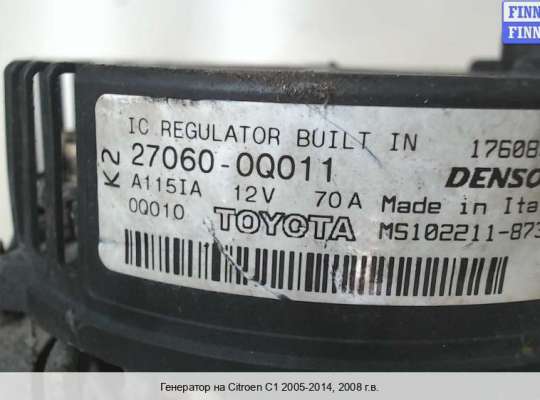 FINN
FINN
IC REGULATOR BUILT IN
K2
27060-0Q011
A115IA 12V 70A
DENSO
0Q010 TOYOTA
Made in
MS102211-873
Генератор на Citroen C1 2005-2014, 2008 г.в.